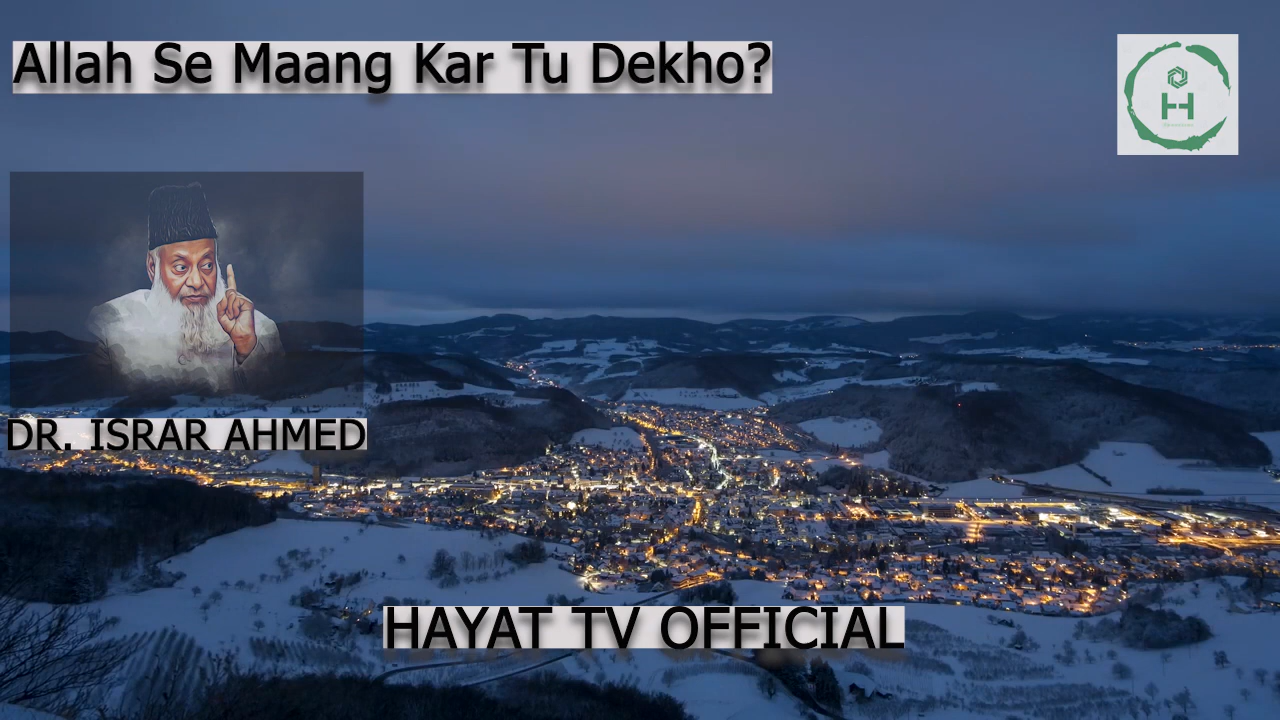 Allah Se Maang Kar Tu Dekho?
H
DR. ISRAR AHMED
HAYAT TV OFFICIAL